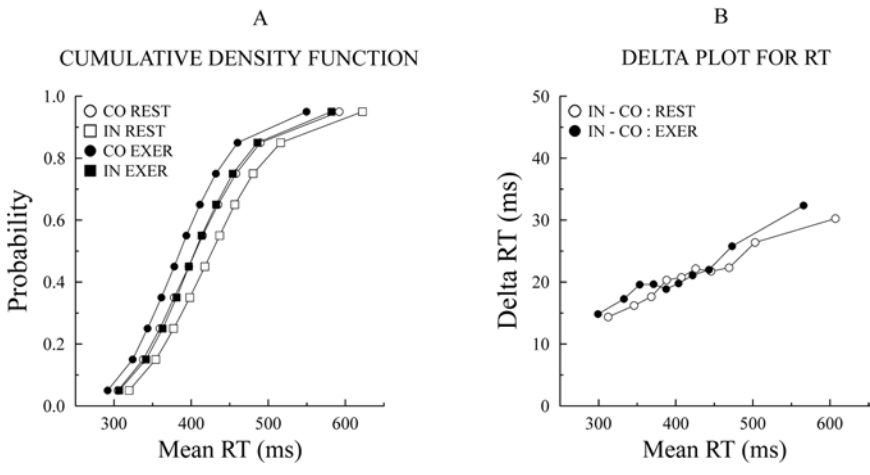 A
CUMULATIVE DENSITY FUNCTION
1.0
0.8
0.6
0.4
0.2
0.0
Probability
CO REST
IN REST
CO EXER
IN EXER
300
400
500
600
Mean RT (ms)
B
DELTA PLOT FOR RT
50
40
30
20
10
0
Delta RT (ms)
IN - CO : REST
IN - CO : EXER
300
400
500
600
Mean RT (ms)